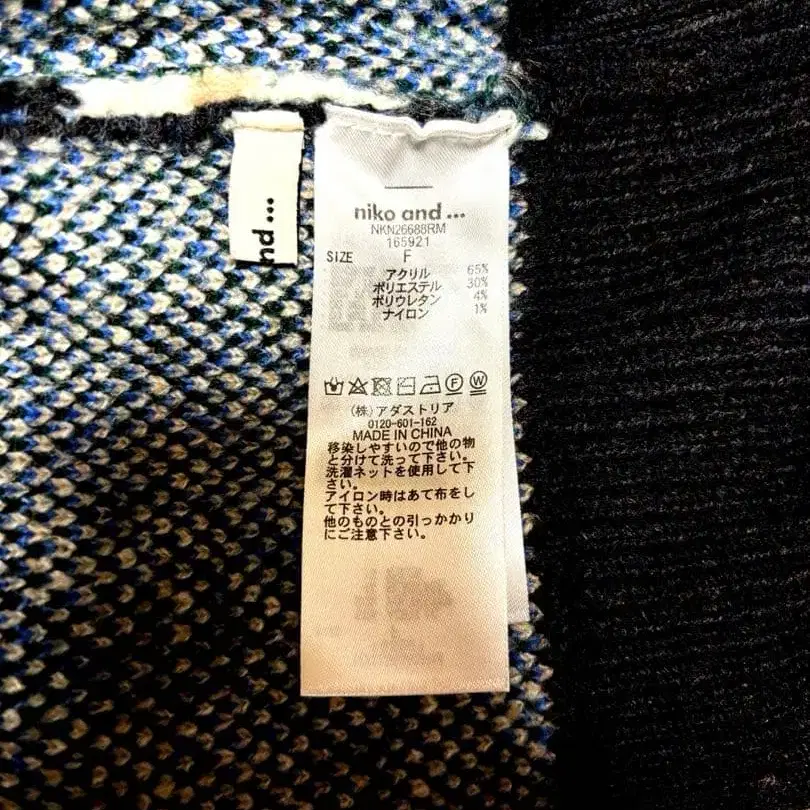 nd ...
niko and ...
NKN26688RM
165921
SIZE F
アクリル 65%
ポリエステル 30%
ポリウレタン 4%
ナイロン 1%
F W
(株)アダストリア
0120-601-162
MADE IN CHINA
移染しやすいので他の物
と分けて洗って下さい。
洗濯ネットを使用して下
さい。
アイロン時はあて布をし
て下さい。
他のものとの引っかかり
にご注意下さい。